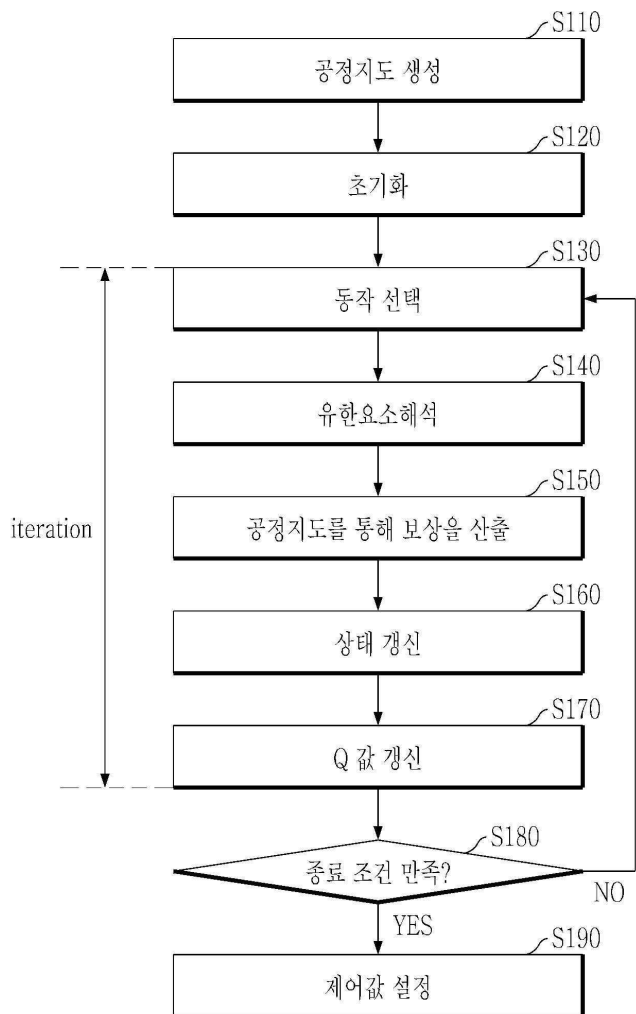 S110
공정지도 생성
S120
초기화
S130
동작 선택
S140
유한요소해석
S150
iteration
공정지도를 통해 보상을 산출
S160
상태 갱신
S170
Q 값 갱신
S180
종료 조건 만족?
NO
YES
S190
제어값 설정